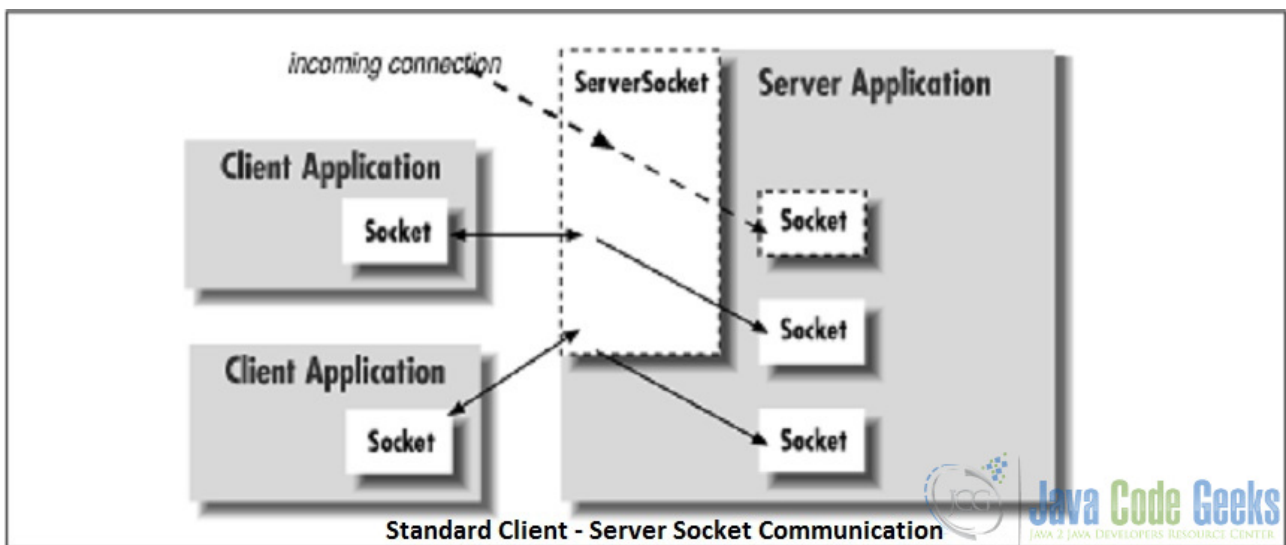 incoming connection
ServerSocket
Server Application
Client Application
Socket
Socket
Socket
Client Application
Socket
Socket
Standard Client - Server Socket Communication
JCG
Java Code Geeks
JAVA 2 JAVA DEVELOPERS RESOURCE CENTER